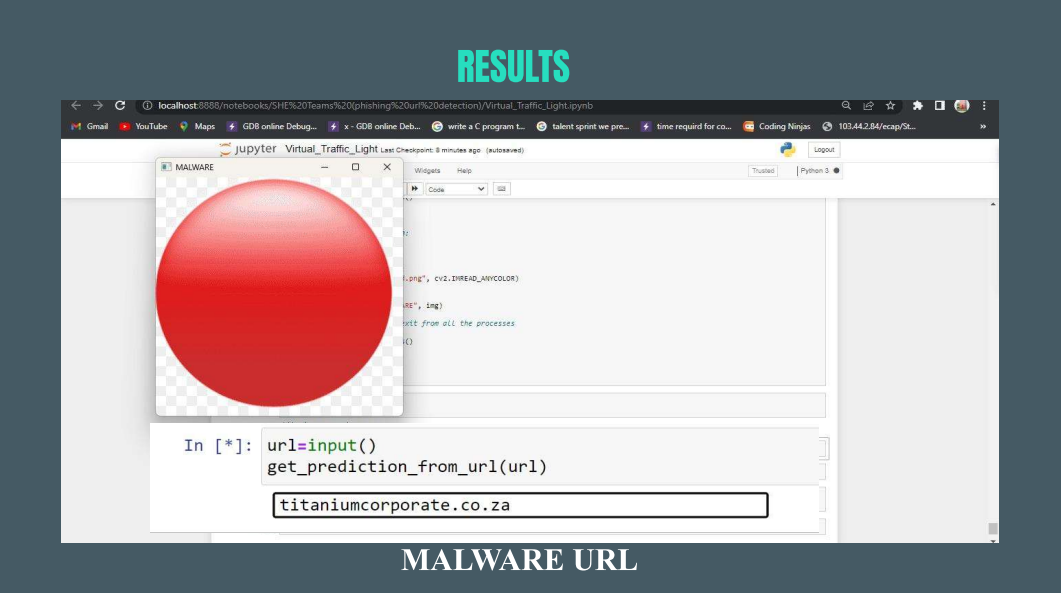 RESULTS
localhost:8888/notebooks/SHE%20Teams%20(phishing%20url%20detection)/Virtual_Traffic_Light.ipynb
Gmail YouTube Maps GDB online Debug... x - GDB online Deb... write a C program t... talent sprint we pre... time requird for co... Coding Ninjas 103.44.2.84/ecap/St... »
jupyter Virtual_Traffic_Light Last Checkpoint: 8 minutes ago (autosaved) Logout
MALWARE
Widgets Help Trusted Python 3
Code
()
:
.png", cv2.IMREAD_ANYCOLOR)
RE", img)
exit from all the processes
()
In [*]: url=input()
get_prediction_from_url(url)
titaniumcorporate.co.za
MALWARE URL